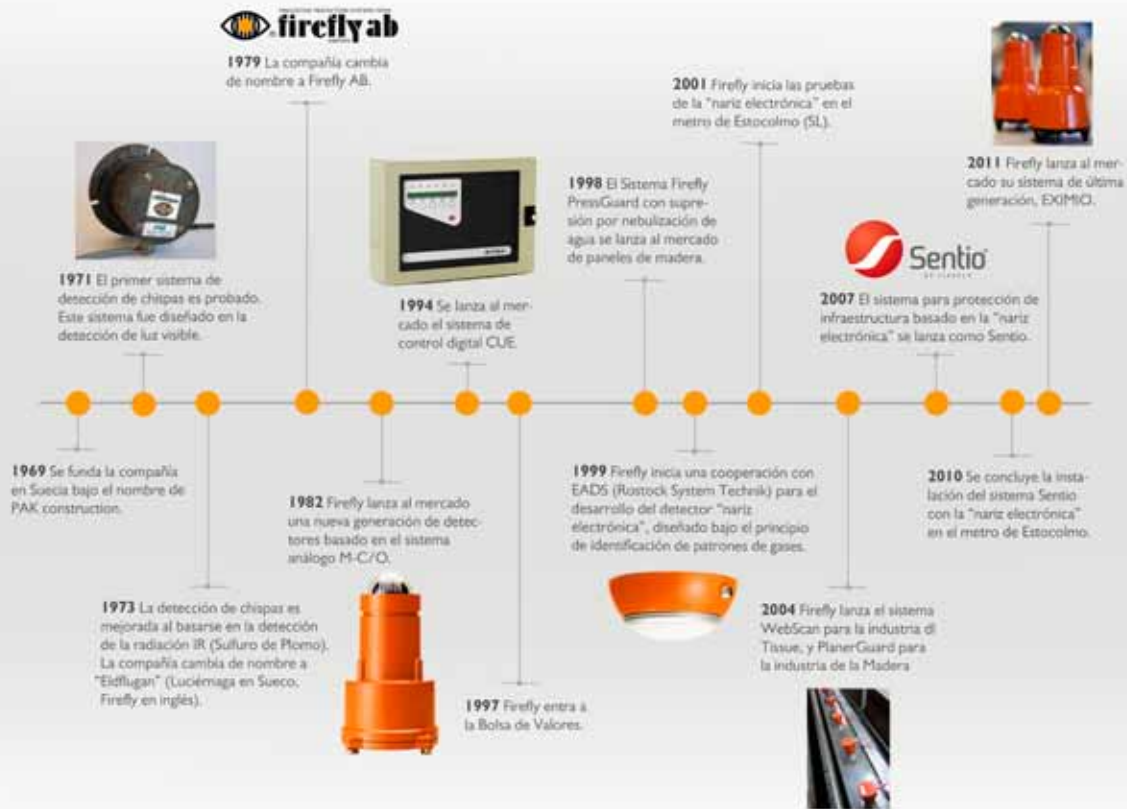 firefly ab
1979 La compañía cambia
de nombre a Firefly AB.
2001 Firefly inicia las pruebas
de la "nariz electrónica" en el
metro de Estocolmo (SL).
2011 Firefly lanza al mer-
cado su sistema de última
generación, EXIMIO.
1971 El primer sistema de
detección de chispas es probado.
Este sistema fue diseñado en la
detección de luz visible.
1994 Se lanza al mer-
cado el sistema de
control digital CUE.
1998 El Sistema Firefly
PressGuard con supre-
sión por nebulización de
agua se lanza al mercado
de paneles de madera.
Sentio
2007 El sistema para protección de
infraestructura basado en la "nariz
electrónica" se lanza como Sentio.
1969 Se funda la compañía
en Suecia bajo el nombre de
PAK construction.
1982 Firefly lanza al mercado
una nueva generación de detec-
tores basado en el sistema
análogo M-C/O.
1999 Firefly inicia una cooperación con
EADS (Rostock System Technik) para el
desarrollo del detector "nariz
electrónica", diseñado bajo el principio
de identificación de patrones de gases.
2010 Se concluye la insta-
lación del sistema Sentio
con la "nariz electrónica"
en el metro de Estocolmo.
1973 La detección de chispas es
mejorada al basarse en la detección
de la radiación IR (Sulfuro de Plomo).
La compañía cambia de nombre a
"Eldflugan" (Luciérnaga en Sueco,
Firefly en inglés).
1997 Firefly entra a
la Bolsa de Valores.
2004 Firefly lanza el sistema
WebScan para la industria dl
Tissue, y PlanerGuard para
la industria de la Madera